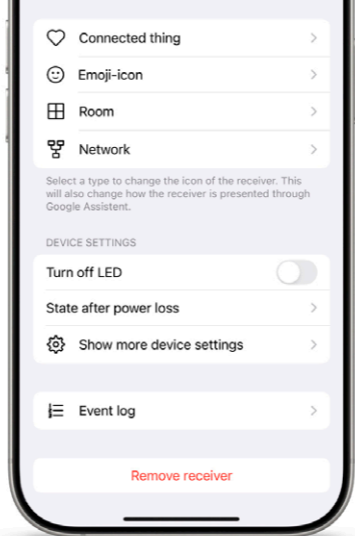 Connected thing
Emoji-icon
Room
Network
Select a type to change the icon of the receiver. This
will also change how the receiver is presented through
Google Assistent.
DEVICE SETTINGS
Turn off LED
State after power loss
Show more device settings
Event log
Remove receiver